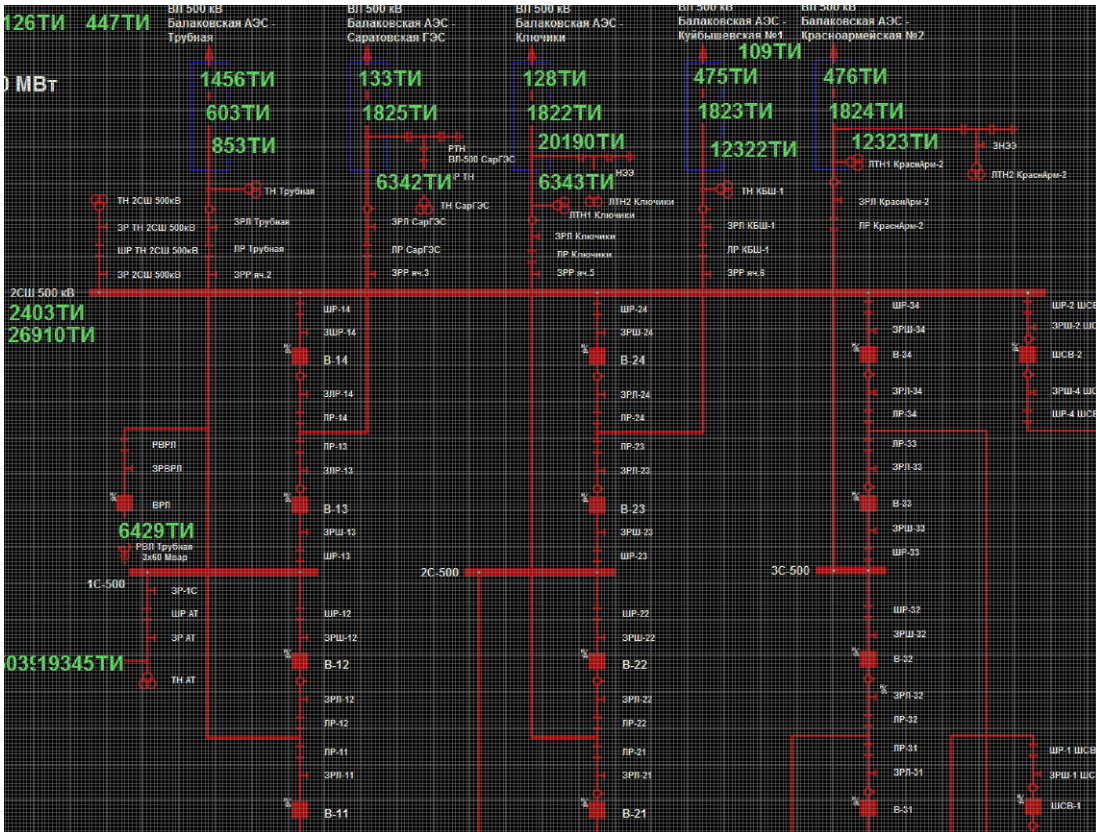 126ТИ 447ТИ
ВЛ 500 кВ
Балаковская АЭС -
Трубная
ВЛ 500 кВ
Балаковская АЭС -
Саратовская ГЭС
ВЛ 500 кВ
Балаковская АЭС -
Ключики
ВЛ 500 кВ
Балаковская АЭС -
Куйбышевская №1
ВЛ 500 кВ
Балаковская АЭС -
Красноармейская №2
109ТИ
МВт
1456ТИ
133ТИ
128ТИ
475ТИ
476ТИ
603ТИ
1825ТИ
1822ТИ
1823ТИ
1824ТИ
853ТИ
20190ТИ
12322ТИ
12323ТИ
РТН
ВЛ-500 СарГЭС
ЗНЭЭ
6342ТИ
Р ТН
6343ТИ
НЭЭ
ЛТН1 КраснАрм-2
ЛТН2 КраснАрм-2
ТН 2СШ 500кВ
ТН Трубная
ТН СарГЭС
ЛТН2 Ключики
ЛТН1 Ключики
ТН КБШ-1
ЗРЛ КраснАрм-2
ЗР ТН 2СШ 500кВ
ЗРЛ Трубная
ЗРЛ СарГЭС
ЗРЛ Ключики
ЗРЛ КБШ-1
ЛР КраснАрм-2
ШР ТН 2СШ 500кВ
ЛР Трубная
ЛР СарГЭС
ЛР Ключики
ЛР КБШ-1
ЗР 2СШ 500кВ
ЗРР яч.2
ЗРР яч.3
ЗРР яч.5
ЗРР яч.6
2СШ 500 кВ
2403ТИ
26910ТИ
ШР-14
ШР-24
ШР-34
ШР-2 ШСВ
ЗШР-14
ЗРШ-24
ЗРШ-34
ЗРШ-2 ШС
В-14
В-24
В-34
ШСВ-2
ЗЛР-14
ЗРЛ-24
ЗРЛ-34
ЗРШ-4 ШС
ЛР-14
ЛР-24
ЛР-34
ШР-4 ШСВ
РВРЛ
ЛР-13
ЛР-23
ЛР-33
ЗРВРЛ
ЗЛР-13
ЗРЛ-23
ЗРЛ-33
ВРЛ
В-13
В-23
В-33
6429ТИ
ЗРШ-13
ЗРШ-23
ЗРШ-33
РВЛ Трубная
3х60 Мвар
ШР-13
ШР-23
ШР-33
1С-500
2С-500
3С-500
ЗР-1С
ШР АТ
ШР-12
ШР-22
ШР-32
ЗР АТ
ЗРШ-12
ЗРШ-22
ЗРШ-32
19345ТИ
В-12
В-22
В-32
ТН АТ
ЗРЛ-12
ЗРЛ-22
ЗРЛ-32
ЛР-12
ЛР-22
ЛР-32
ЛР-11
ЛР-21
ЛР-31
ШР-1 ШСВ
ЗРЛ-11
ЗРЛ-21
ЗРЛ-31
ЗРШ-1 ШС
В-11
В-21
В-31
ШСВ-1